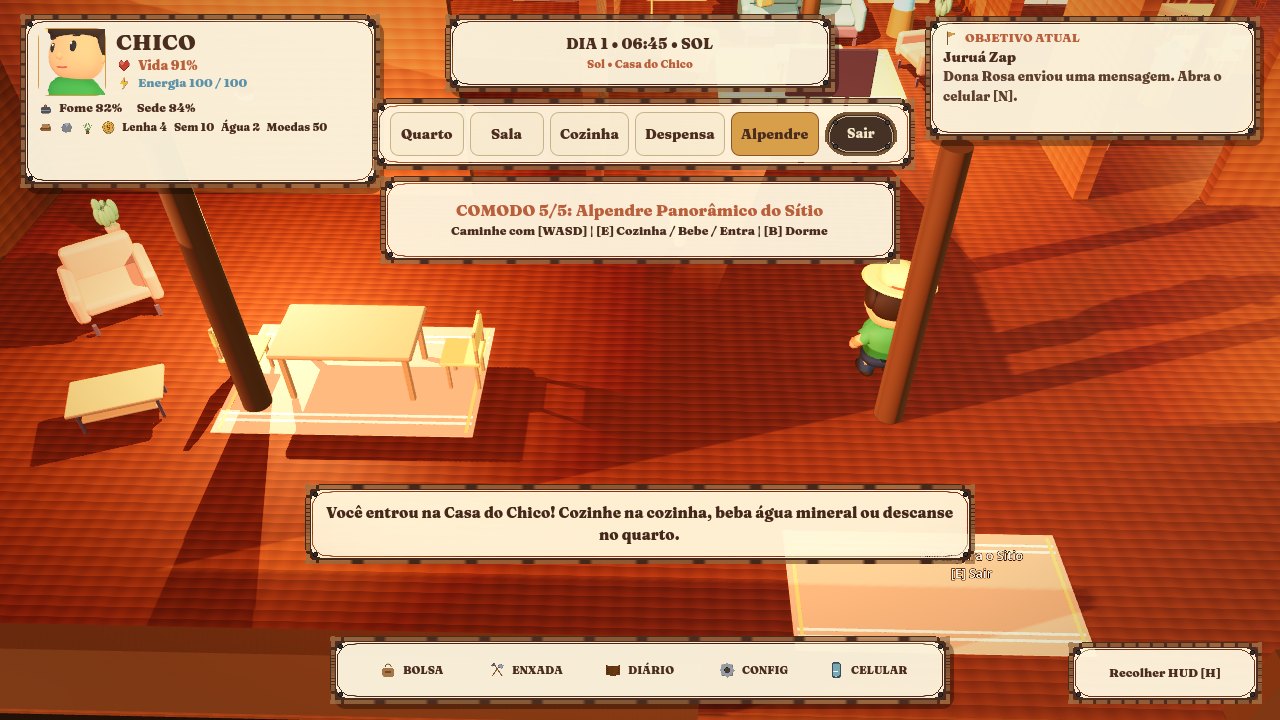 CHICO
Vida 91%
Energia 100 / 100
Fome 82% Sede 84%
Lenha 4 Sem 10 Água 2 Moedas 50
DIA 1 • 06:45 • SOL
Sol • Casa do Chico
Quarto
Sala
Cozinha
Despensa
Alpendre
Sair
OBJETIVO ATUAL
Juruá Zap
Dona Rosa enviou uma mensagem. Abra o
celular [N].
COMODO 5/5: Alpendre Panorâmico do Sítio
Caminhe com [WASD] | [E] Cozinha / Bebe / Entra | [B] Dorme
Você entrou na Casa do Chico! Cozinhe na cozinha, beba água mineral ou descanse
no quarto.
a o Sítio
[E] Sair
BOLSA
ENXADA
DIÁRIO
CONFIG
CELULAR
Recolher HUD [H]